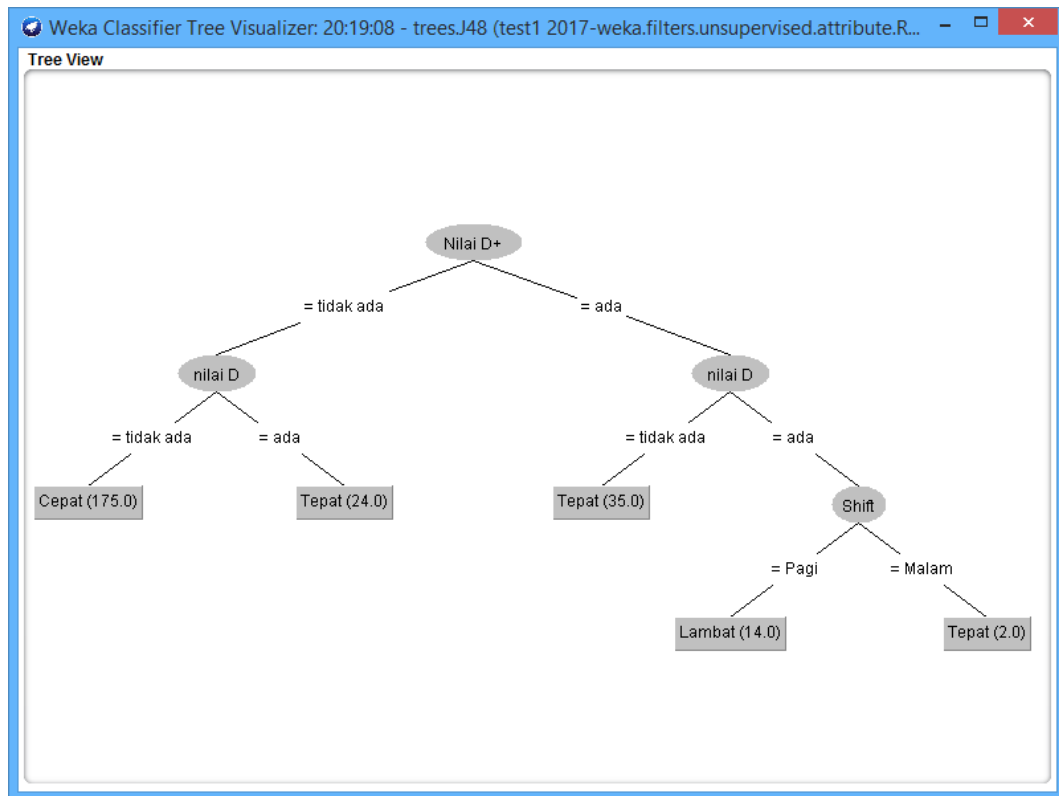 Weka Classifier Tree Visualizer: 20:19:08 - trees.J48 (test1 2017-weka.filters.unsupervised.attribute.R...
Tree View
Nilai D+
= tidak ada
= ada
nilai D
nilai D
= tidak ada
= ada
= tidak ada
= ada
Cepat (175.0)
Tepat (24.0)
Tepat (35.0)
Shift
= Pagi
= Malam
Lambat (14.0)
Tepat (2.0)